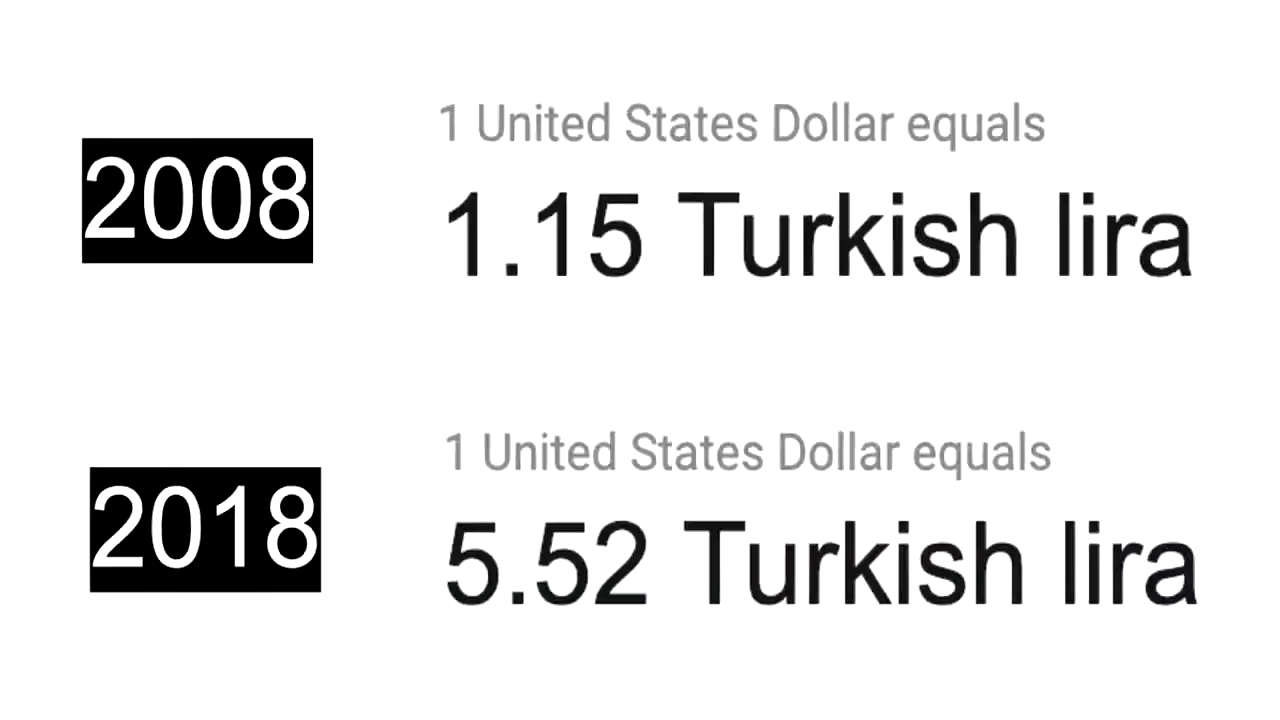 2008
1 United States Dollar equals
1.15 Turkish lira
2018
1 United States Dollar equals
5.52 Turkish lira